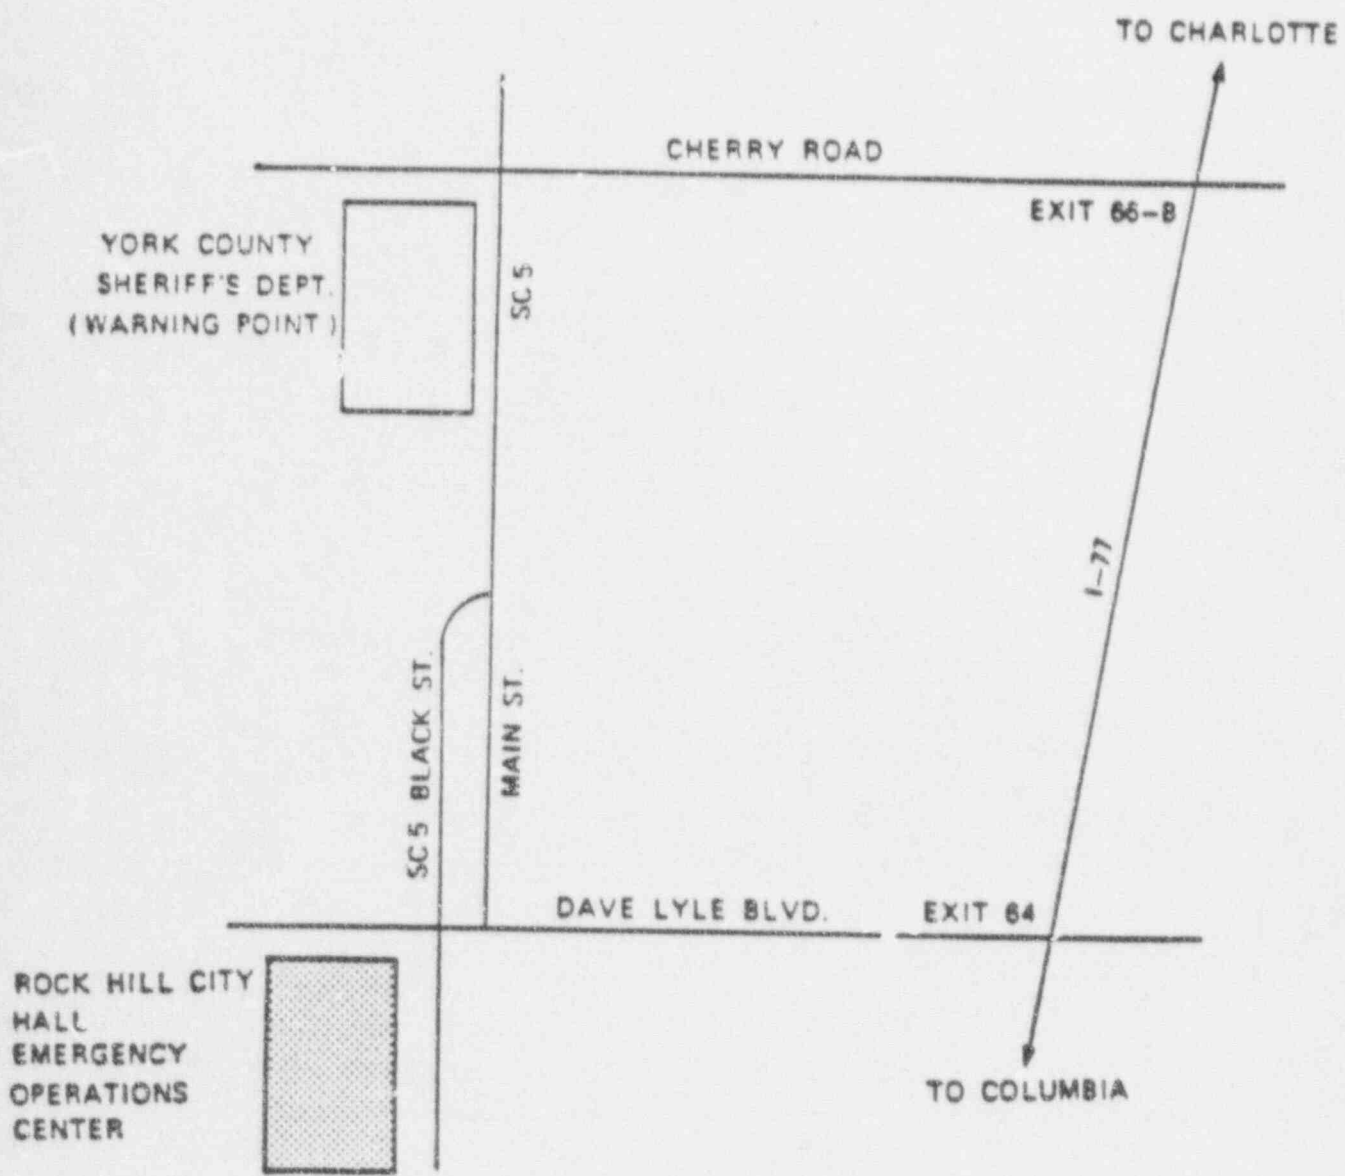 TO CHARLOTTE
CHERRY ROAD
EXIT 66-B
YORK COUNTY
SHERIFF'S DEPT.
(WARNING POINT)
SC 5
I-77
SC 5 BLACK ST.
MAIN ST.
DAVE LYLE BLVD.
EXIT 64
ROCK HILL CITY
HALL
EMERGENCY
OPERATIONS
CENTER
TO COLUMBIA